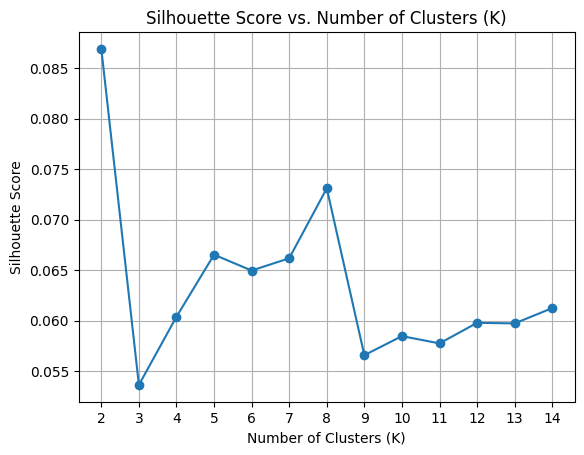 Silhouette Score vs. Number of Clusters (K)
0.085
0.080
0.075
0.070
0.065
0.060
0.055
Silhouette Score
2 3 4 5 6 7 8 9 10 11 12 13 14
Number of Clusters (K)